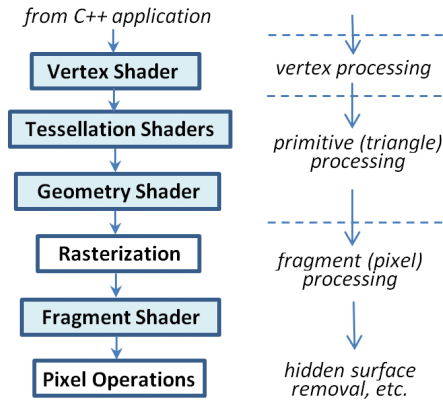 from C++ application
Vertex Shader
Tessellation Shaders
Geometry Shader
Rasterization
Fragment Shader
Pixel Operations
vertex processing
primitive (triangle)
processing
fragment (pixel)
processing
hidden surface
removal, etc.